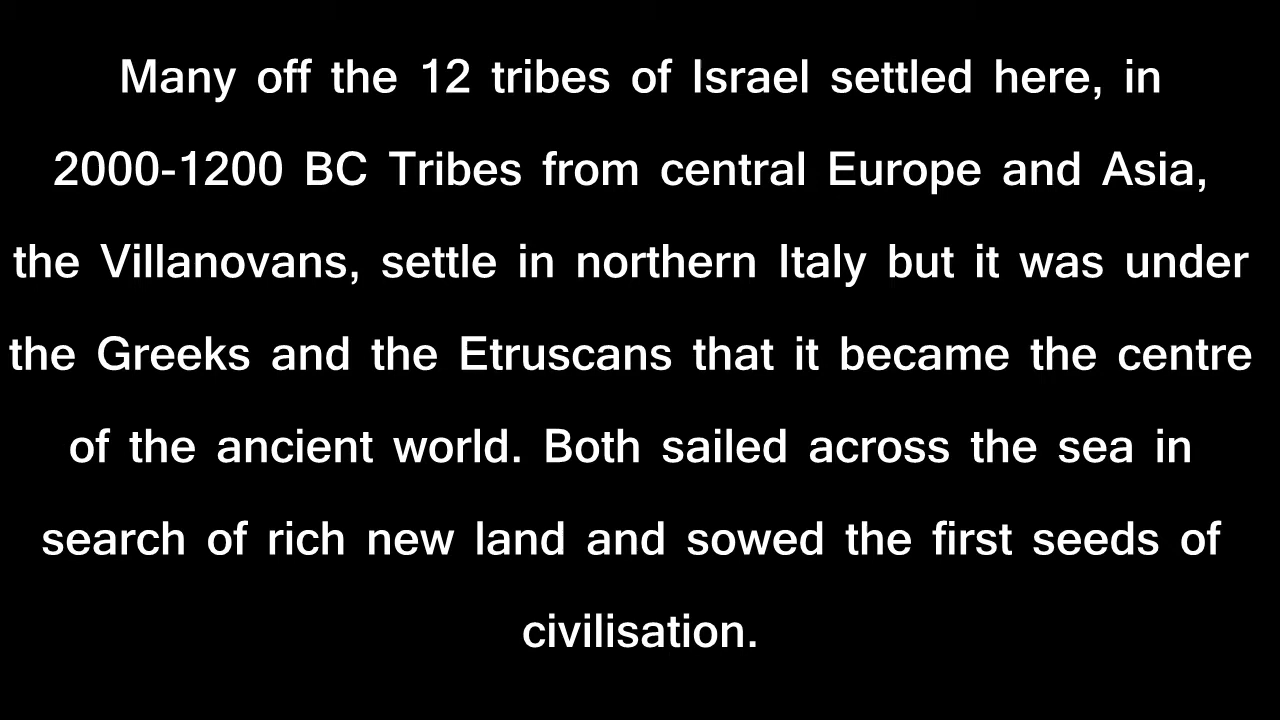 Many off the 12 tribes of Israel settled here, in
2000-1200 BC Tribes from central Europe and Asia,
the Villanovans, settle in northern Italy but it was under
the Greeks and the Etruscans that it became the centre
of the ancient world. Both sailed across the sea in
search of rich new land and sowed the first seeds of
civilisation.